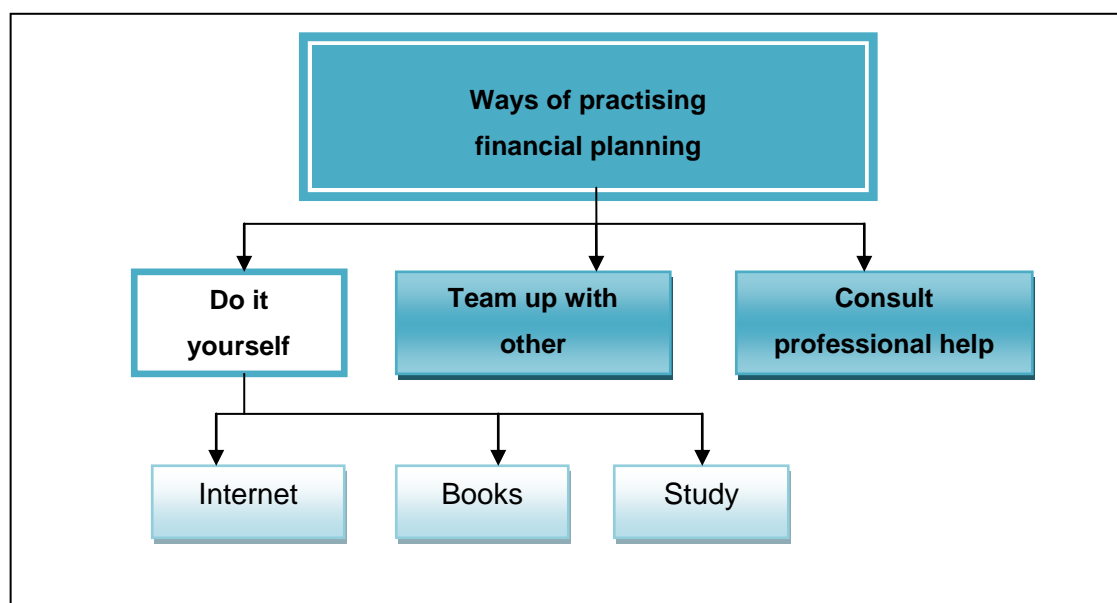 Ways of practising
financial planning
Do it
yourself
Team up with
other
Consult
professional help
Internet
Books
Study